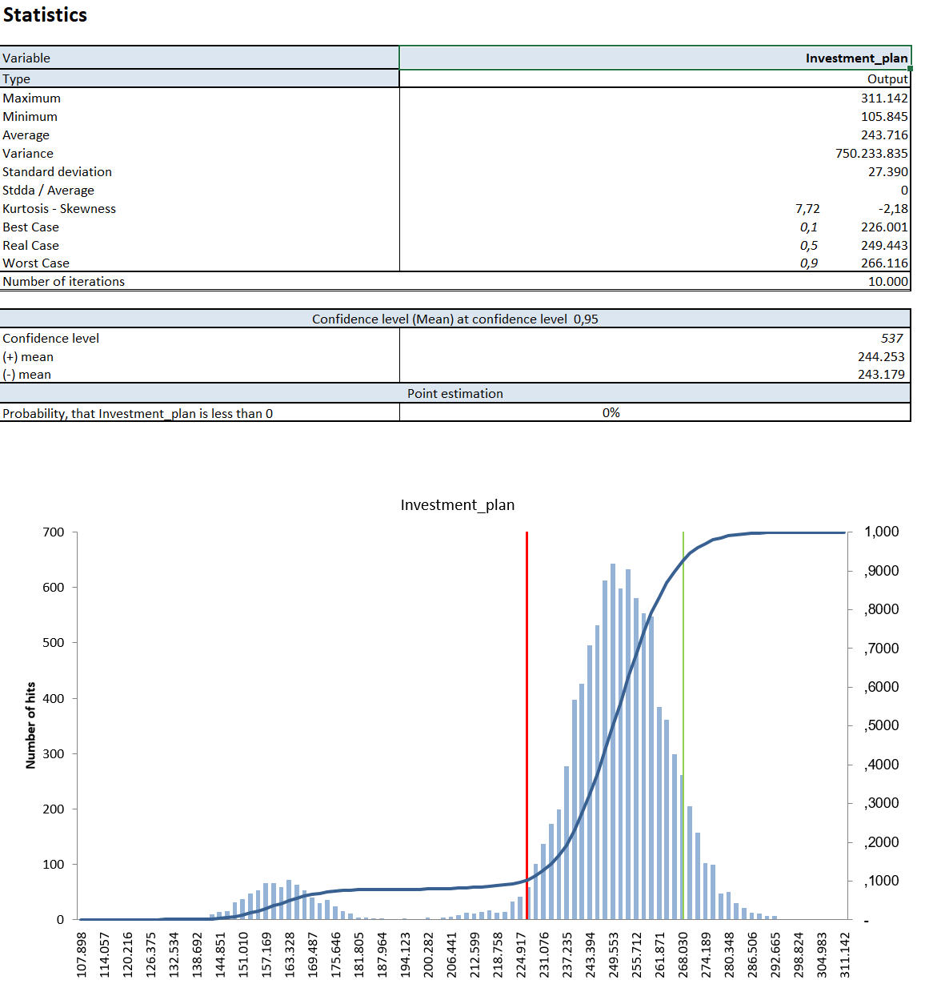 Statistics
Variable Investment_plan
Type Output
Maximum 311.142
Minimum 105.845
Average 243.716
Variance 750.233.835
Standard deviation 27.390
Stdda / Average 0
Kurtosis - Skewness 7,72 -2,18
Best Case 0,1 226.001
Real Case 0,5 249.443
Worst Case 0,9 266.116
Number of iterations 10.000
Confidence level (Mean) at confidence level 0,95
Confidence level 537
(+) mean 244.253
(-) mean 243.179
Point estimation
Probability, that Investment_plan is less than 0 0%
Investment_plan
700 1,000
,9000
600
,8000
500
,7000
,6000
400
,5000
300
,4000
,3000
200
,2000
100
,1000
0 -
Number of hits
107.898 114.057 120.216 126.375 132.534 138.692 144.851 151.010 157.169 163.328 169.487 175.646 181.805 187.964 194.123 200.282 206.441 212.599 218.758 224.917 231.076 237.235 243.394 249.553 255.712 261.871 268.030 274.189 280.348 286.506 292.665 298.824 304.983 311.142